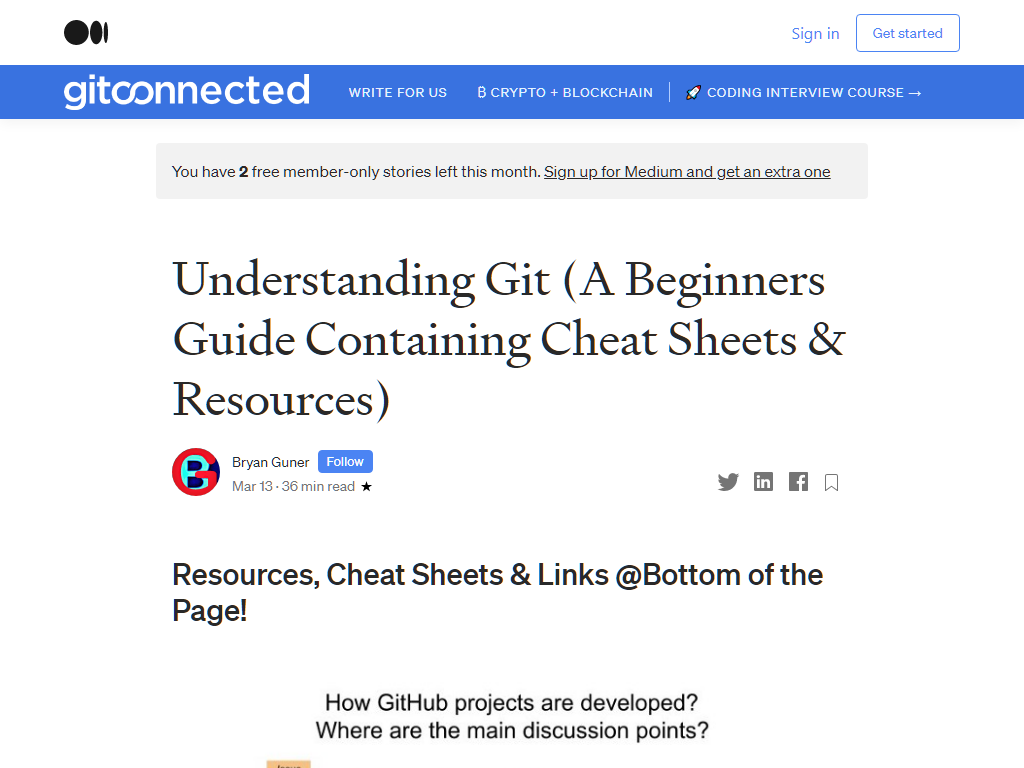 Sign in
Get started
gitconnected
WRITE FOR US
₿ CRYPTO + BLOCKCHAIN
🚀 CODING INTERVIEW COURSE →
You have 2 free member-only stories left this month. Sign up for Medium and get an extra one
Understanding Git (A Beginners
Guide Containing Cheat Sheets &
Resources)
Bryan Guner
Follow
Mar 13 · 36 min read ★
Resources, Cheat Sheets & Links @Bottom of the
Page!
How GitHub projects are developed?
Where are the main discussion points?